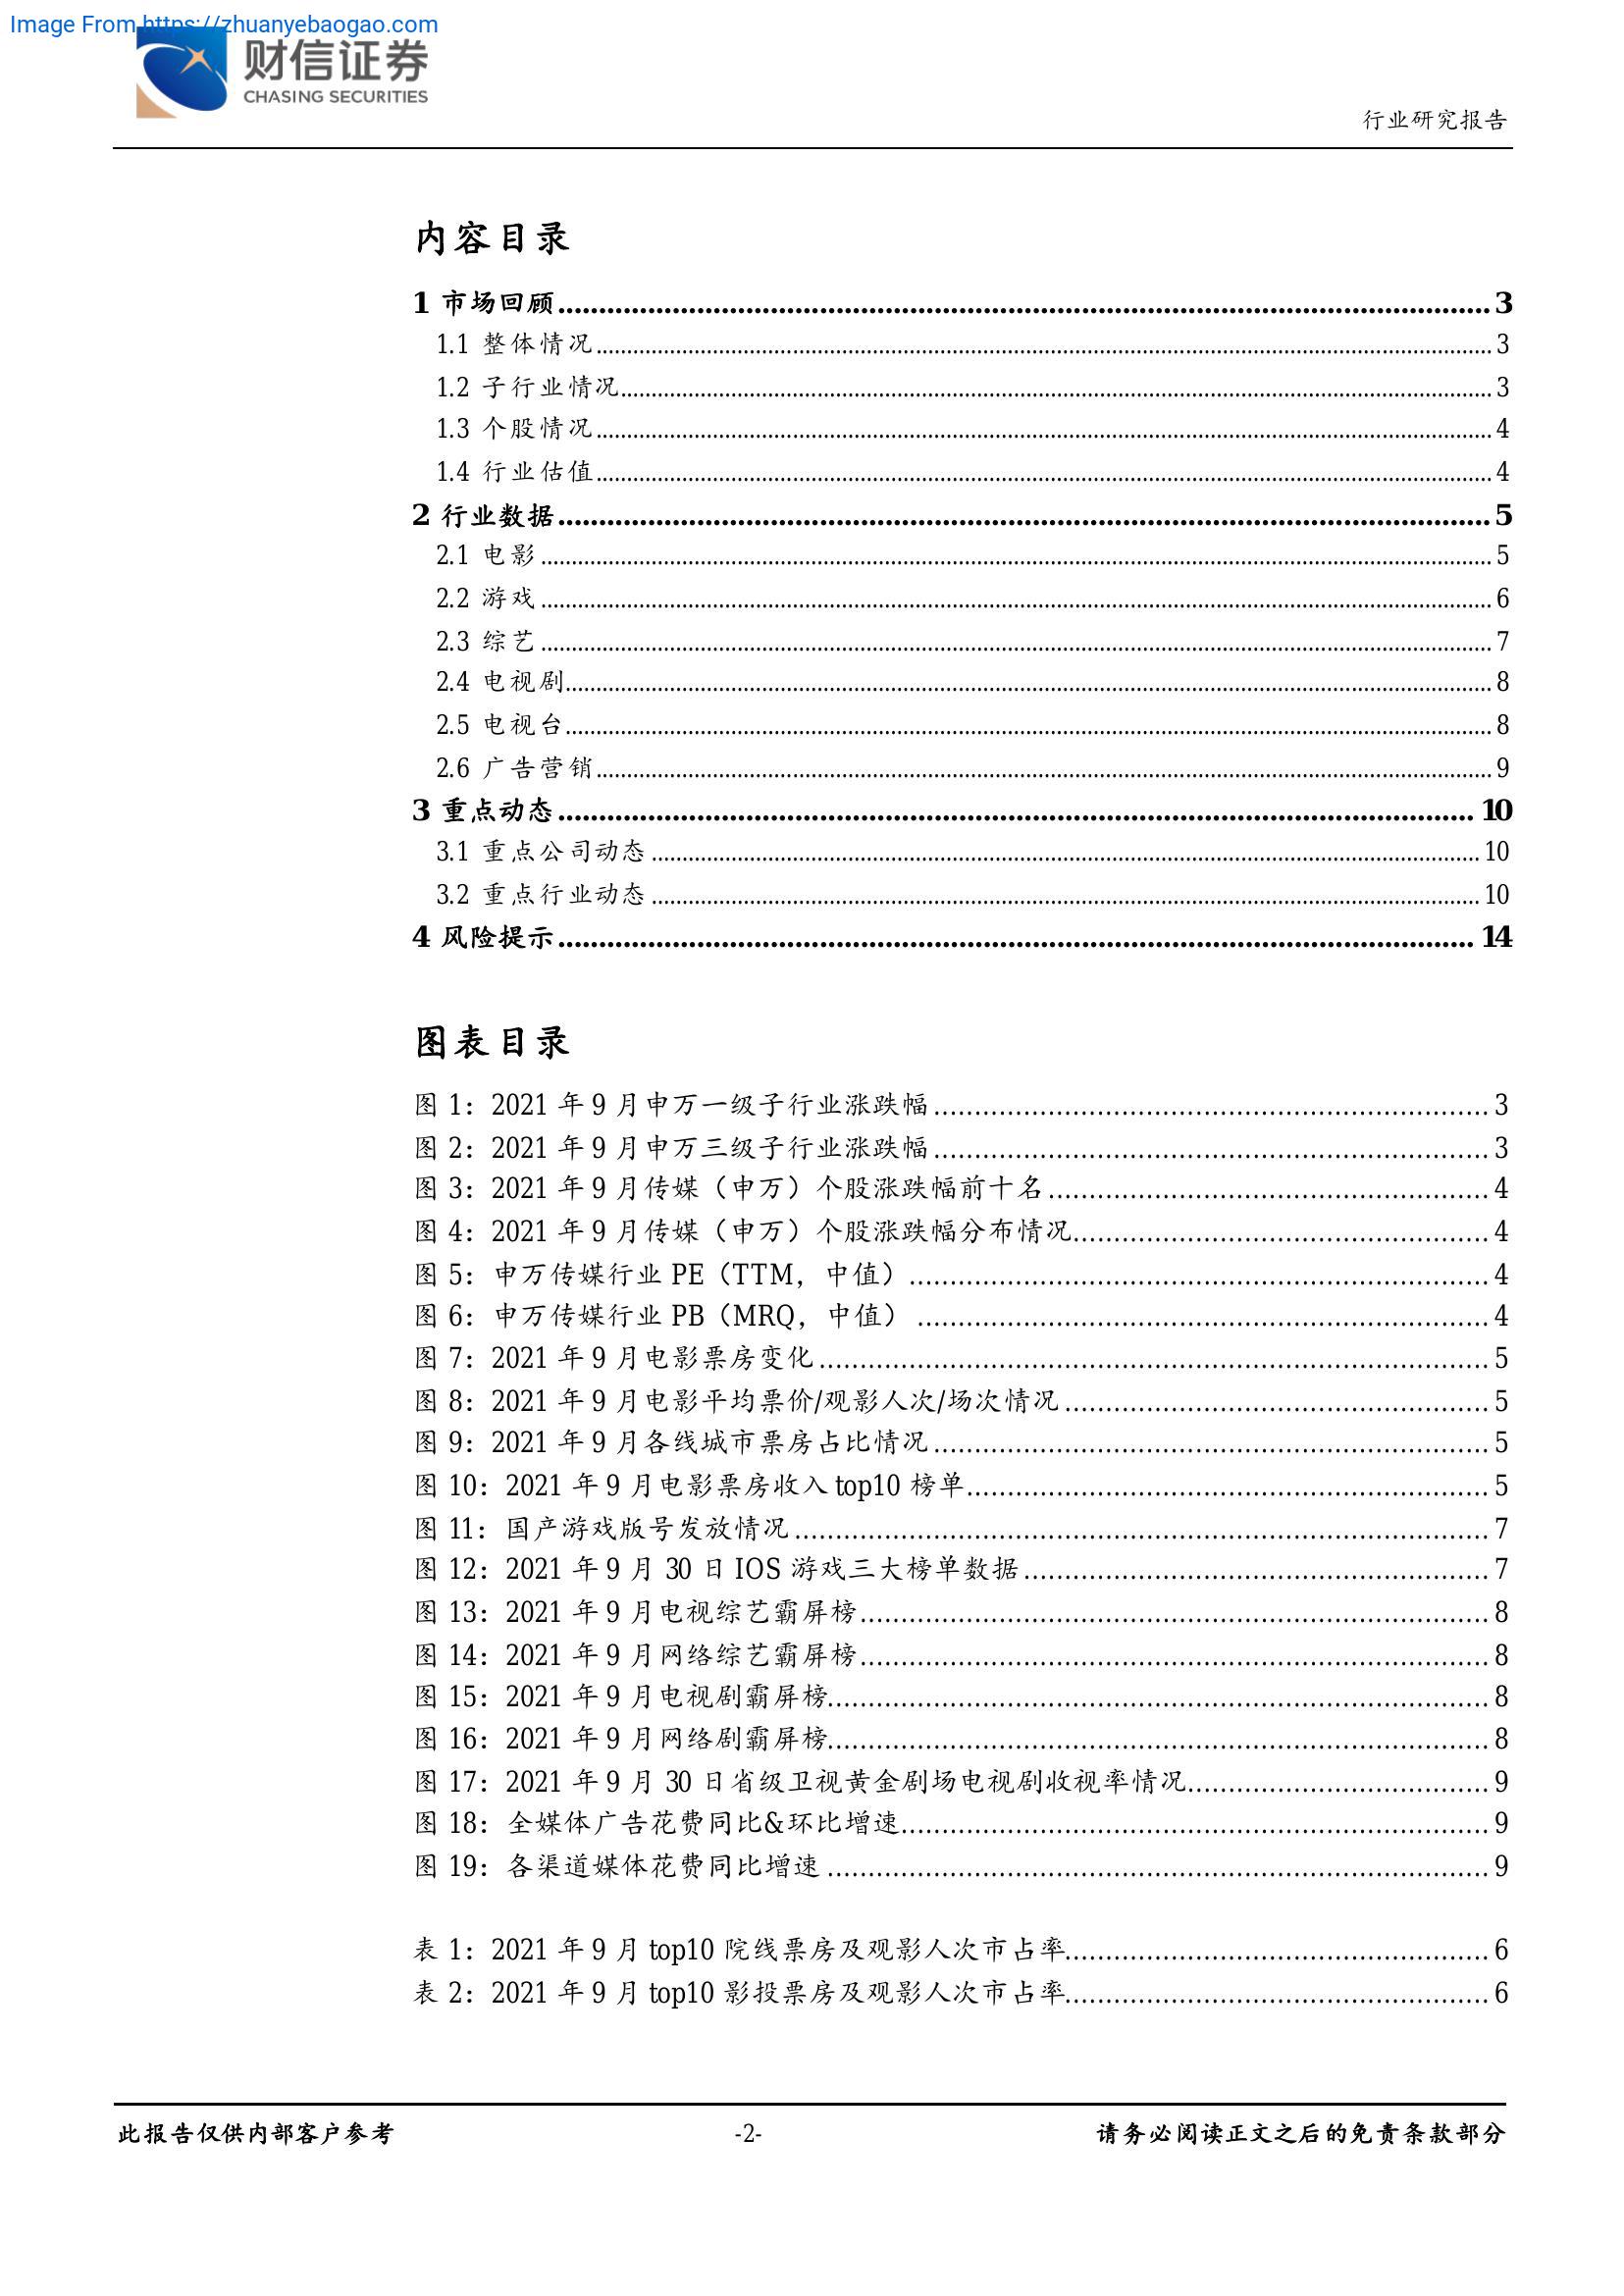 Image From https://zhuanyebaogao.com
财信证券
CHASING SECURITIES
行业研究报告
内容目录
1 市场回顾........................................ 3
1.1 整体情况........................................ 3
1.2 子行业情况........................................ 3
1.3 个股情况........................................ 4
1.4 行业估值........................................ 4
2 行业数据........................................ 5
2.1 电影........................................ 5
2.2 游戏........................................ 6
2.3 综艺........................................ 7
2.4 电视剧........................................ 8
2.5 电视台........................................ 8
2.6 广告营销........................................ 9
3 重点动态........................................ 10
3.1 重点公司动态........................................ 10
3.2 重点行业动态........................................ 10
4 风险提示........................................ 14
图表目录
图 1：2021 年 9 月申万一级子行业涨跌幅........................................ 3
图 2：2021 年 9 月申万三级子行业涨跌幅........................................ 3
图 3：2021 年 9 月传媒（申万）个股涨跌幅前十名........................................ 4
图 4：2021 年 9 月传媒（申万）个股涨跌幅分布情况........................................ 4
图 5：申万传媒行业 PE（TTM，中值）........................................ 4
图 6：申万传媒行业 PB（MRQ，中值）........................................ 4
图 7：2021 年 9 月电影票房变化........................................ 5
图 8：2021 年 9 月电影平均票价/观影人次/场次情况........................................ 5
图 9：2021 年 9 月各线城市票房占比情况........................................ 5
图 10：2021 年 9 月电影票房收入 top10 榜单........................................ 5
图 11：国产游戏版号发放情况........................................ 7
图 12：2021 年 9 月 30 日 IOS 游戏三大榜单数据........................................ 7
图 13：2021 年 9 月电视综艺霸屏榜........................................ 8
图 14：2021 年 9 月网络综艺霸屏榜........................................ 8
图 15：2021 年 9 月电视剧霸屏榜........................................ 8
图 16：2021 年 9 月网络剧霸屏榜........................................ 8
图 17：2021 年 9 月 30 日省级卫视黄金剧场电视剧收视率情况........................................ 9
图 18：全媒体广告花费同比&环比增速........................................ 9
图 19：各渠道媒体花费同比增速........................................ 9
表 1：2021 年 9 月 top10 院线票房及观影人次市占率........................................ 6
表 2：2021 年 9 月 top10 影投票房及观影人次市占率........................................ 6
此报告仅供内部客户参考
-2-
请务必阅读正文之后的免责条款部分